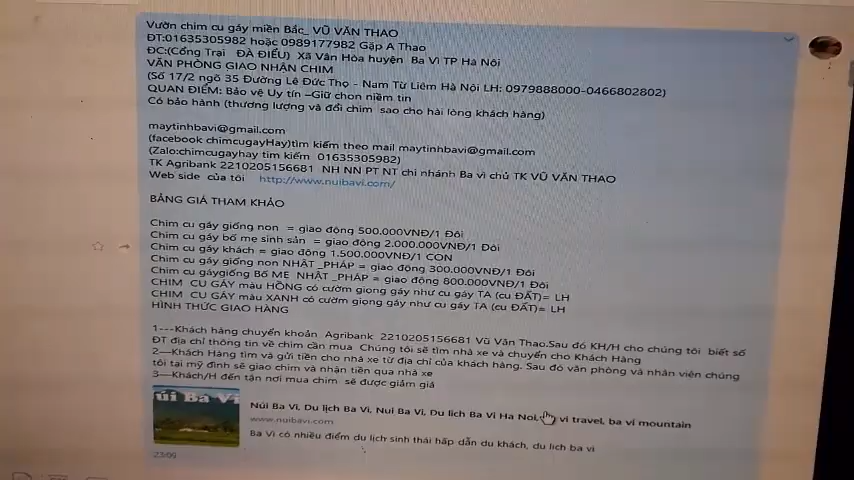 Vườn chim cu gáy miền Bắc_ VŨ VĂN THAO
ĐT:01635305982 hoặc 0989177982 Gặp A Thao
ĐC:(Cổng Trại ĐÀ ĐIỂU) Xã Vân Hòa huyện Ba Vì TP Hà Nội
VĂN PHÒNG GIAO NHẬN CHIM
(Số 17/2 ngõ 35 Đường Lê Đức Thọ - Nam Từ Liêm Hà Nội LH: 0979888000-0466802802)
QUAN ĐIỂM: Bảo vệ Uy tín –Giữ chọn niềm tin
Có bảo hành (thương lượng và đổi chim sao cho hài lòng khách hàng)
maytinhbavi@gmail.com
(facebook chimcugayHay)tìm kiếm theo mail maytinhbavi@gmail.com
(Zalo:chimcugayhay tìm kiếm 01635305982)
TK Agribank 2210205156681 NH NN PT NT chi nhánh Ba vì chủ TK VŨ VĂN THAO
Web side của tôi http://www.nuibavi.com/
BẢNG GIÁ THAM KHẢO
Chim cu gáy giống non = giao động 500.000VNĐ/1 Đôi
Chim cu gáy bố mẹ sinh sản = giao động 2.000.000VNĐ/1 Đôi
Chim cu gáy khách = giao động 1.500.000VNĐ/1 CON
Chim cu gáy giống non NHẬT _PHÁP = giao động 300.000VNĐ/1 Đôi
Chim cu gáygiống Bố MẸ NHẬT _PHÁP = giao động 800.000VNĐ/1 Đôi
CHIM CU GÁY màu HỒNG có cườm giọng gáy như cu gáy TA (cu ĐẤT)= LH
CHIM CU GÁY màu XANH có cườm giọng gáy như cu gáy TA (cu ĐẤT)= LH
HÌNH THỨC GIAO HÀNG
1---Khách hàng chuyển khoản Agribank 2210205156681 Vũ Văn Thao.Sau đó KH/H cho chúng tôi biết số
ĐT địa chỉ thông tin về chim cần mua Chúng tôi sẽ tìm nhà xe và chuyển cho Khách Hàng
2—Khách Hàng tìm và gửi tiền cho nhà xe từ địa chỉ của khách hàng. Sau đó văn phòng và nhân viên chúng
tôi tại mỹ đình sẽ giao chim và nhận tiền qua nhà xe
3—Khách/H đến tận nơi mua chim sẽ được giảm giá
úi Ba Vì
Núi Ba Vì, Du lịch Ba Vì, Nui Ba Vi, Du lich Ba Vi Ha Noi, vi travel, ba vi mountain
www.nuibavi.com
Ba Vì có nhiều điểm du lịch sinh thái hấp dẫn du khách, du lich ba vi
23:09